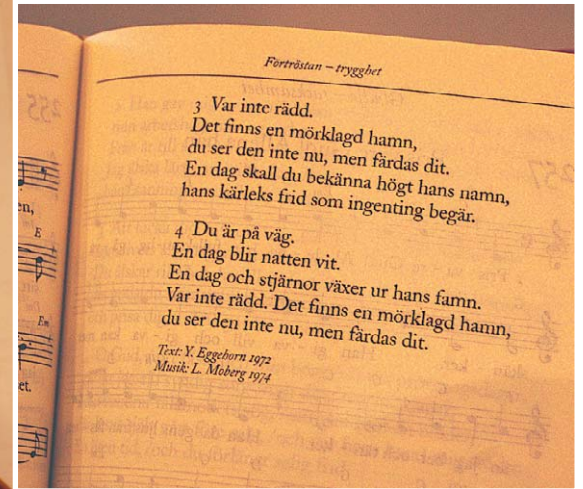 Förtröstan – trygghet
3 Var inte rädd.
Det finns en mörklagd hamn,
du ser den inte nu, men färdas dit.
En dag skall du bekänna högt hans namn,
hans kärleks frid som ingenting begär.
4 Du är på väg.
En dag blir natten vit.
En dag och stjärnor växer ur hans famn.
Var inte rädd. Det finns en mörklagd hamn,
du ser den inte nu, men färdas dit.
Text: Y. Eggehorn 1972
Musik: L. Moberg 1974
en,
E
Em
et.